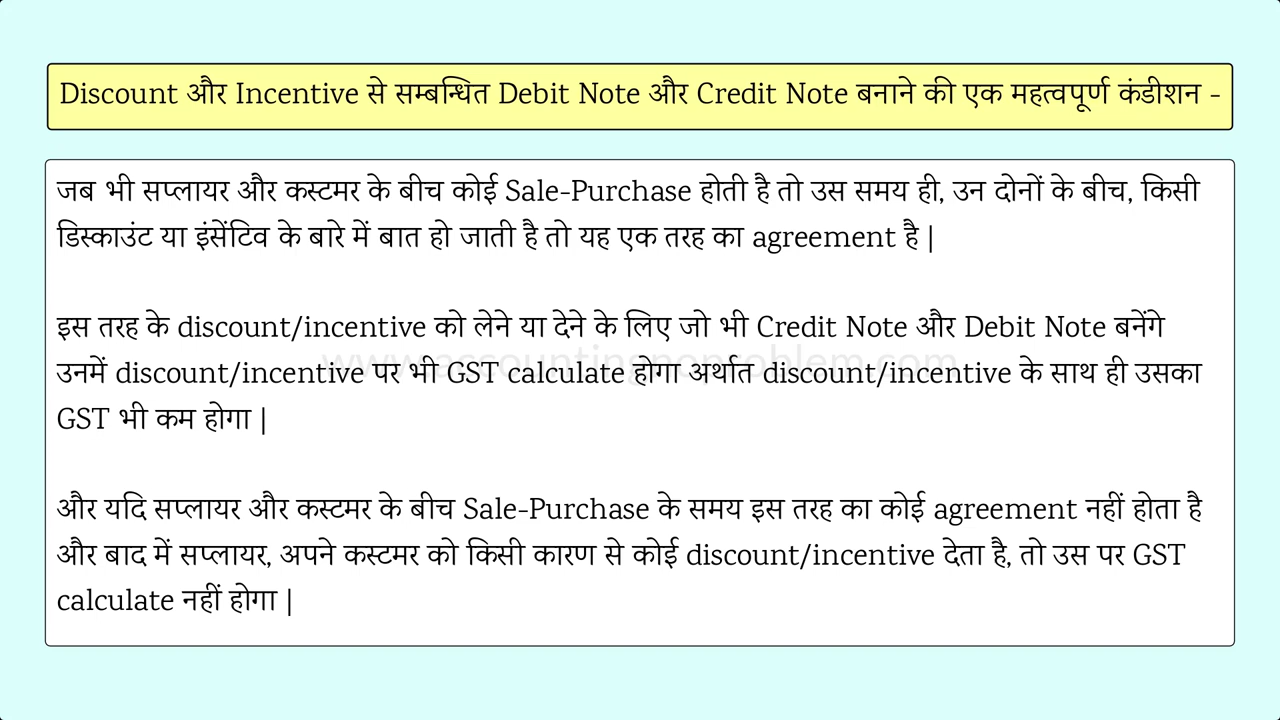 Discount और Incentive से सम्बन्धित Debit Note और Credit Note बनाने की एक महत्वपूर्ण कंडीशन -
जब भी सप्लायर और कस्टमर के बीच कोई Sale-Purchase होती है तो उस समय ही, उन दोनों के बीच, किसी
डिस्काउंट या इंसेंटिव के बारे में बात हो जाती है तो यह एक तरह का agreement है |
इस तरह के discount/incentive को लेने या देने के लिए जो भी Credit Note और Debit Note बनेंगे
www.accountingnoproblem.com
उनमें discount/incentive पर भी GST calculate होगा अर्थात discount/incentive के साथ ही उसका
GST भी कम होगा |
और यदि सप्लायर और कस्टमर के बीच Sale-Purchase के समय इस तरह का कोई agreement नहीं होता है
और बाद में सप्लायर, अपने कस्टमर को किसी कारण से कोई discount/incentive देता है, तो उस पर GST
calculate नहीं होगा |